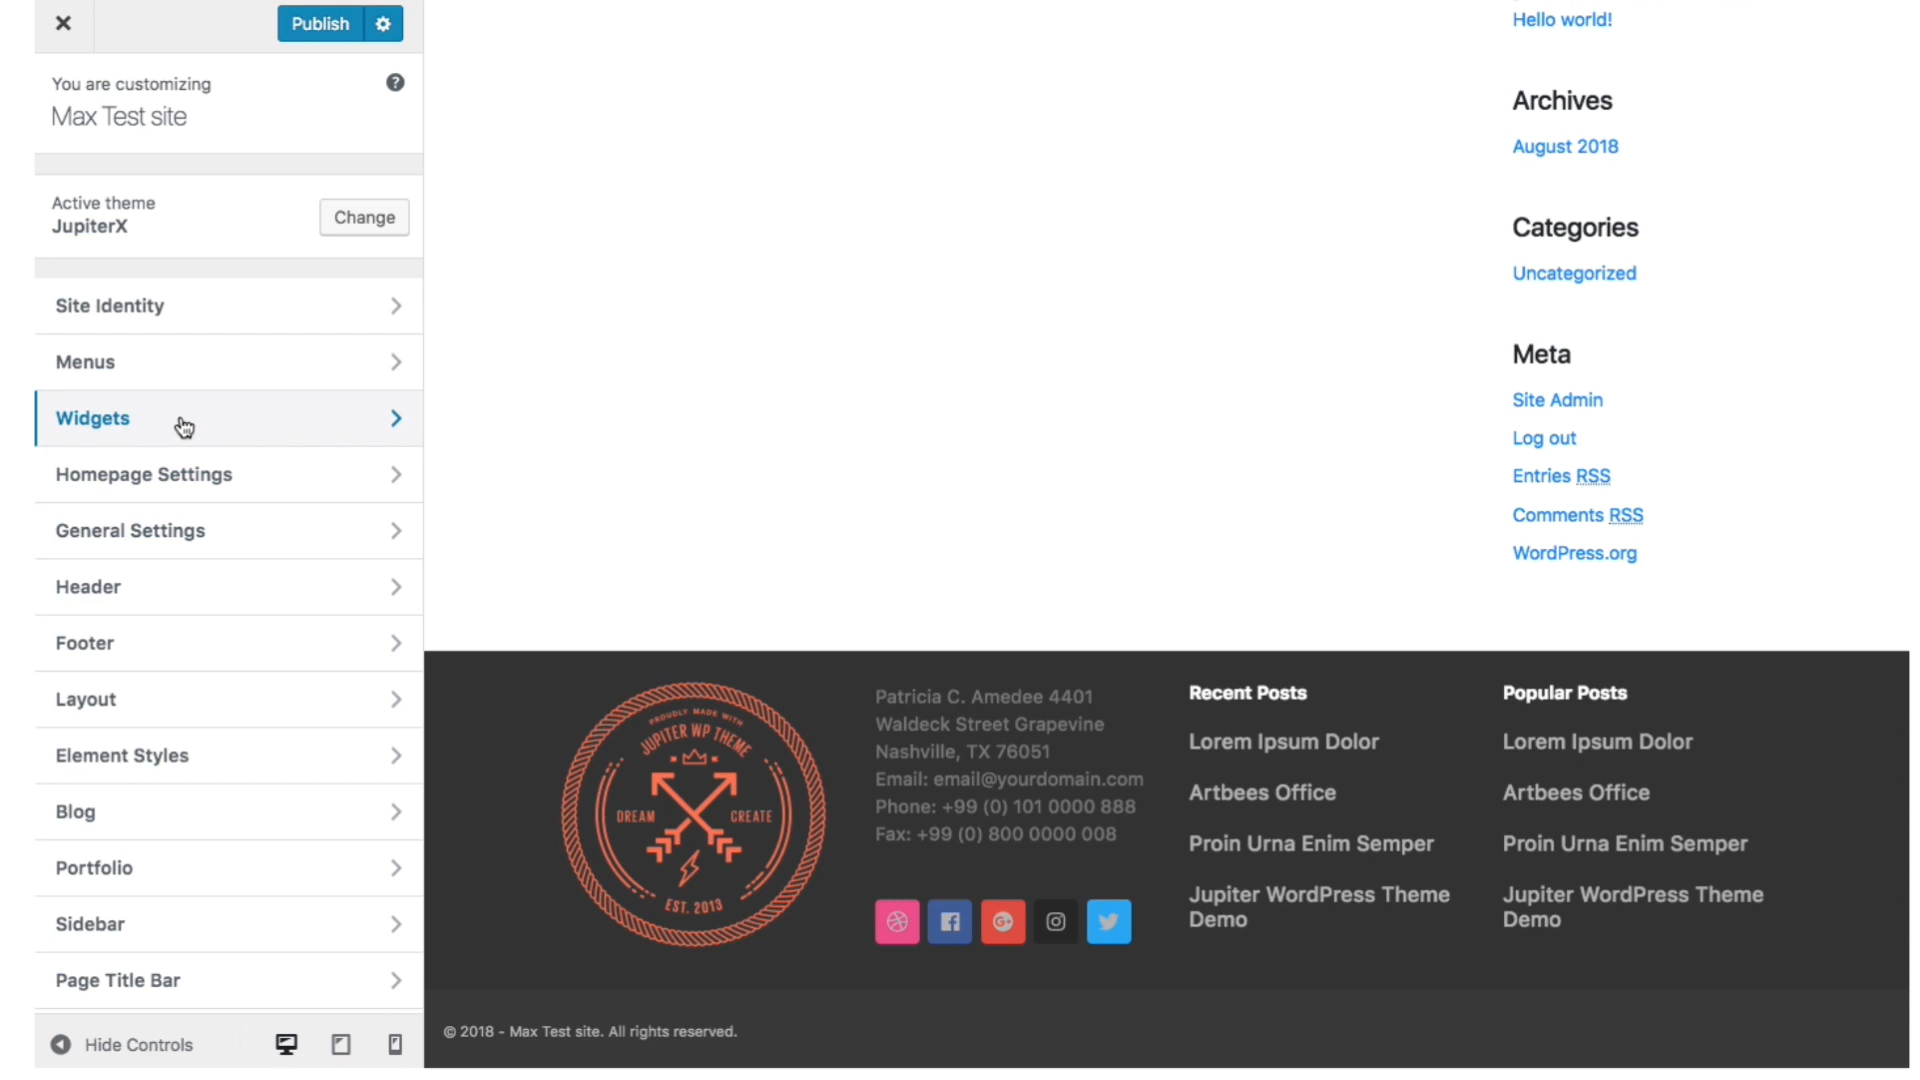 Publish
You are customizing
Max Test site
Active theme
JupiterX
Change
Site Identity
Menus
Widgets
Homepage Settings
General Settings
Header
Footer
Layout
Element Styles
Blog
Portfolio
Sidebar
Page Title Bar
Hide Controls
Hello world!
Archives
August 2018
Categories
Uncategorized
Meta
Site Admin
Log out
Entries RSS
Comments RSS
WordPress.org
PROUDLY MADE WITH
JUPITER WP THEME
DREAM CREATE
EST. 2013
Patricia C. Amedee 4401
Waldeck Street Grapevine
Nashville, TX 76051
Email: email@yourdomain.com
Phone: +99 (0) 101 0000 888
Fax: +99 (0) 800 0000 008
Recent Posts
Lorem Ipsum Dolor
Artbees Office
Proin Urna Enim Semper
Jupiter WordPress Theme
Demo
Popular Posts
Lorem Ipsum Dolor
Artbees Office
Proin Urna Enim Semper
Jupiter WordPress Theme
Demo
© 2018 - Max Test site. All rights reserved.